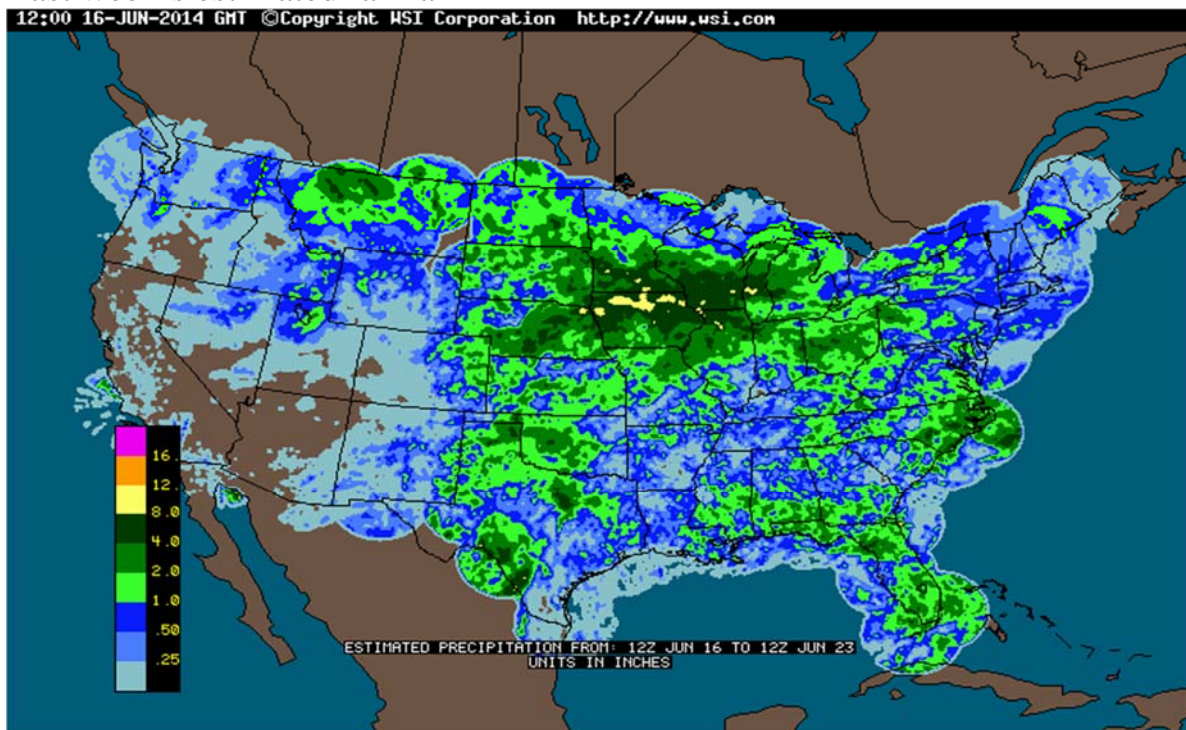 12:00 16-JUN-2014 GMT ©Copyright WSI Corporation http://www.wsi.com
16.
12.
8.0
4.0
2.0
1.0
.50
.25
ESTIMATED PRECIPITATION FROM: 12Z JUN 16 TO 12Z JUN 23
UNITS IN INCHES